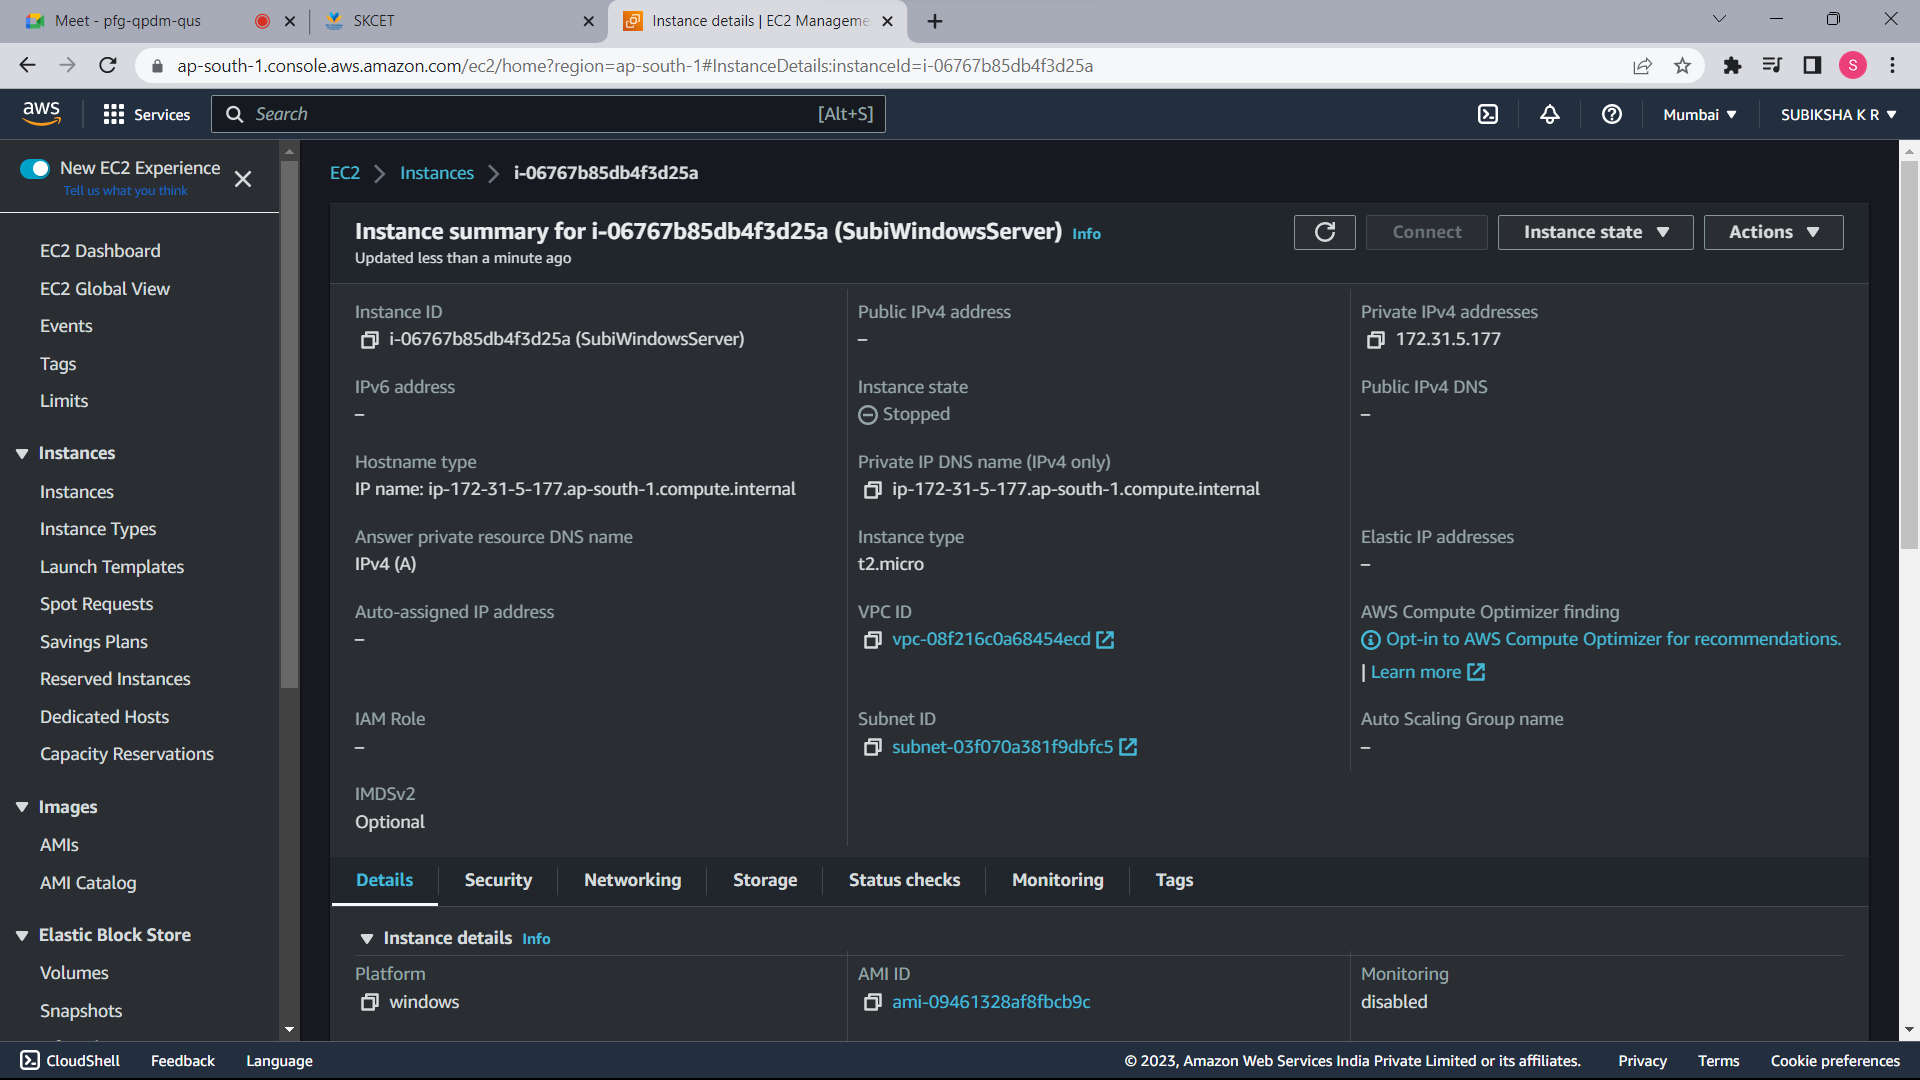 Meet - pfg-qpdm-qus
SKCET
Instance details | EC2 Manageme
ap-south-1.console.aws.amazon.com/ec2/home?region=ap-south-1#InstanceDetails:instanceId=i-06767b85db4f3d25a
S
aws
Services
Search
[Alt+S]
Mumbai
SUBIKSHA K R
New EC2 Experience
Tell us what you think
EC2 Dashboard
EC2 Global View
Events
Tags
Limits
Instances
Instances
Instance Types
Launch Templates
Spot Requests
Savings Plans
Reserved Instances
Dedicated Hosts
Capacity Reservations
Images
AMIs
AMI Catalog
Elastic Block Store
Volumes
Snapshots
EC2
Instances
i-06767b85db4f3d25a
Instance summary for i-06767b85db4f3d25a (SubiWindowsServer) Info
Updated less than a minute ago
Connect
Instance state
Actions
Instance ID
i-06767b85db4f3d25a (SubiWindowsServer)
Public IPv4 address
–
Private IPv4 addresses
172.31.5.177
IPv6 address
–
Instance state
Stopped
Public IPv4 DNS
–
Hostname type
IP name: ip-172-31-5-177.ap-south-1.compute.internal
Private IP DNS name (IPv4 only)
ip-172-31-5-177.ap-south-1.compute.internal
Answer private resource DNS name
IPv4 (A)
Instance type
t2.micro
Elastic IP addresses
–
Auto-assigned IP address
–
VPC ID
vpc-08f216c0a68454ecd
AWS Compute Optimizer finding
Opt-in to AWS Compute Optimizer for recommendations.
| Learn more
IAM Role
–
Subnet ID
subnet-03f070a381f9dbfc5
Auto Scaling Group name
–
IMDSv2
Optional
Details
Security
Networking
Storage
Status checks
Monitoring
Tags
Instance details Info
Platform
windows
AMI ID
ami-09461328af8fbcb9c
Monitoring
disabled
CloudShell
Feedback
Language
© 2023, Amazon Web Services India Private Limited or its affiliates.
Privacy
Terms
Cookie preferences